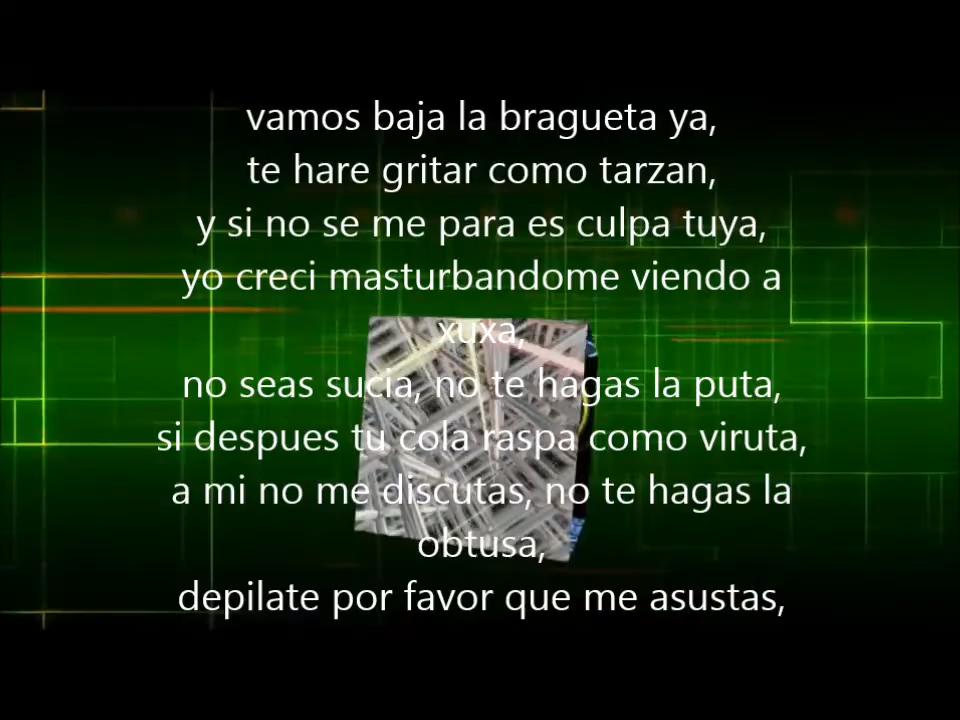 vamos baja la bragueta ya,
te hare gritar como tarzan,
y si no se me para es culpa tuya,
yo creci masturbandome viendo a
xuxa,
no seas sucia, no te hagas la puta,
si despues tu cola raspa como viruta,
a mi no me discutas, no te hagas la
obtusa,
depilate por favor que me asustas,